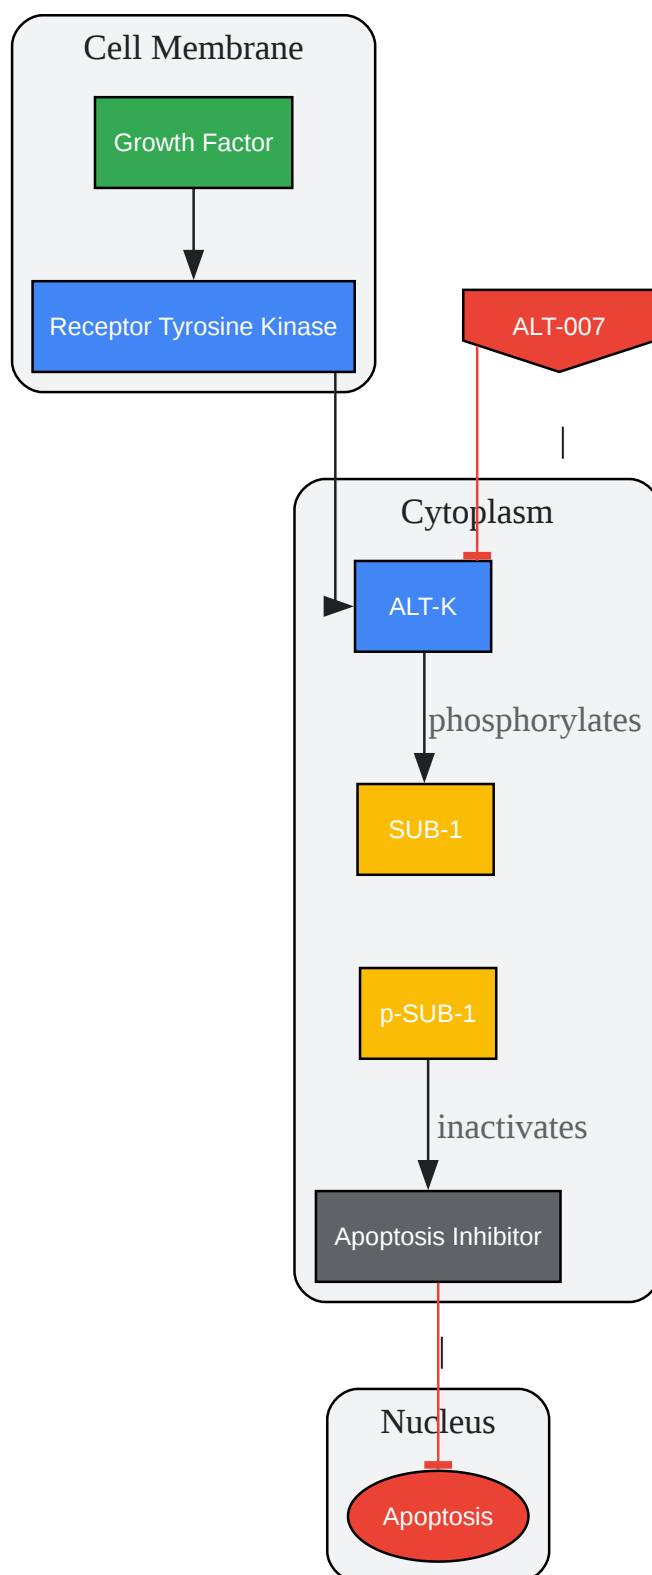 Cell Membrane
Growth Factor
Receptor Tyrosine Kinase
ALT-007
|
Cytoplasm
ALT-K
phosphorylates
SUB-1
p-SUB-1
inactivates
Apoptosis Inhibitor
|
Nucleus
Apoptosis